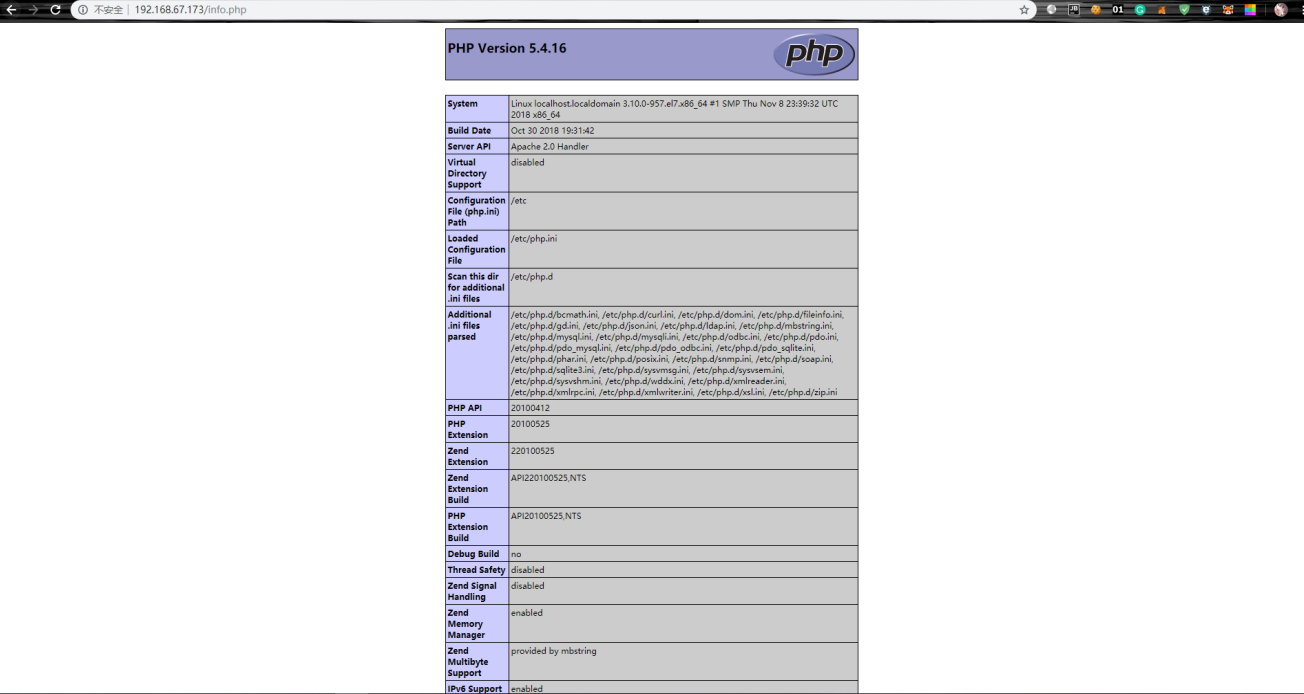 不安全 192.168.67.173/info.php
JB 01
PHP Version 5.4.16
php
System
Linux localhost.localdomain 3.10.0-957.el7.x86_64 #1 SMP Thu Nov 8 23:39:32 UTC
2018 x86_64
Build Date
Oct 30 2018 19:31:42
Server API
Apache 2.0 Handler
Virtual
Directory
Support
disabled
Configuration
File (php.ini)
Path
/etc
Loaded
Configuration
File
/etc/php.ini
Scan this dir
for additional
.ini files
/etc/php.d
Additional
.ini files
parsed
/etc/php.d/bcmath.ini, /etc/php.d/curl.ini, /etc/php.d/dom.ini, /etc/php.d/fileinfo.ini,
/etc/php.d/gd.ini, /etc/php.d/json.ini, /etc/php.d/ldap.ini, /etc/php.d/mbstring.ini,
/etc/php.d/mysql.ini, /etc/php.d/mysqli.ini, /etc/php.d/odbc.ini, /etc/php.d/pdo.ini,
/etc/php.d/pdo_mysql.ini, /etc/php.d/pdo_odbc.ini, /etc/php.d/pdo_sqlite.ini,
/etc/php.d/phar.ini, /etc/php.d/posix.ini, /etc/php.d/snmp.ini, /etc/php.d/soap.ini,
/etc/php.d/sqlite3.ini, /etc/php.d/sysvmsg.ini, /etc/php.d/sysvsem.ini,
/etc/php.d/sysvshm.ini, /etc/php.d/wddx.ini, /etc/php.d/xmlreader.ini,
/etc/php.d/xmlrpc.ini, /etc/php.d/xmlwriter.ini, /etc/php.d/xsl.ini, /etc/php.d/zip.ini
PHP API
20100412
PHP
Extension
20100525
Zend
Extension
220100525
Zend
Extension
Build
API220100525,NTS
PHP
Extension
Build
API20100525,NTS
Debug Build
no
Thread Safety
disabled
Zend Signal
Handling
disabled
Zend
Memory
Manager
enabled
Zend
Multibyte
Support
provided by mbstring
IPv6 Support
enabled